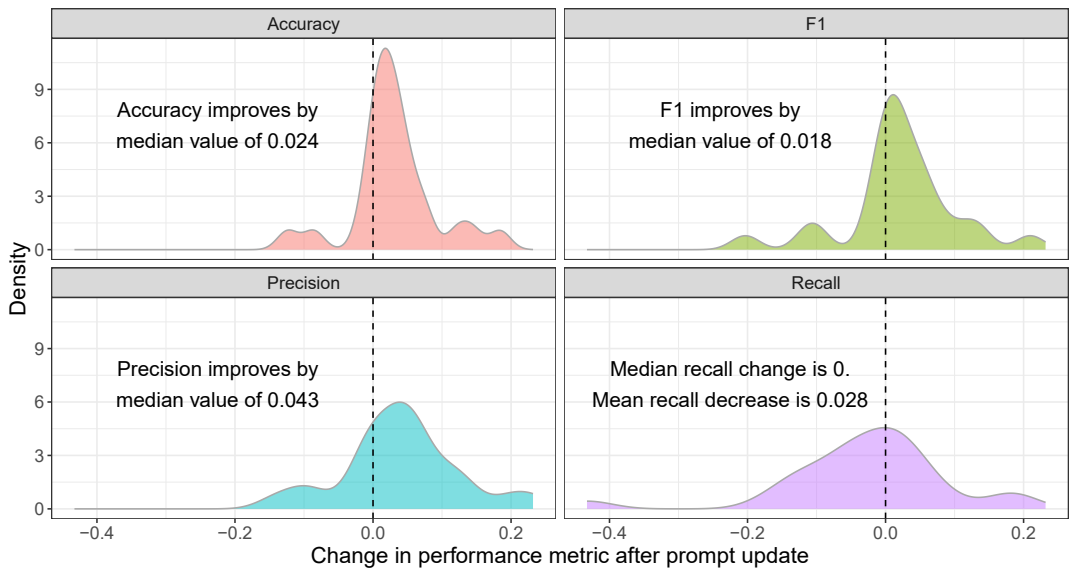 Accuracy
F1
Accuracy improves by
median value of 0.024
F1 improves by
median value of 0.018
9
6
3
0
Density
Precision
Recall
Precision improves by
median value of 0.043
Median recall change is 0.
Mean recall decrease is 0.028
9
6
3
0
−0.4
−0.2
0.0
0.2
−0.4
−0.2
0.0
0.2
Change in performance metric after prompt update